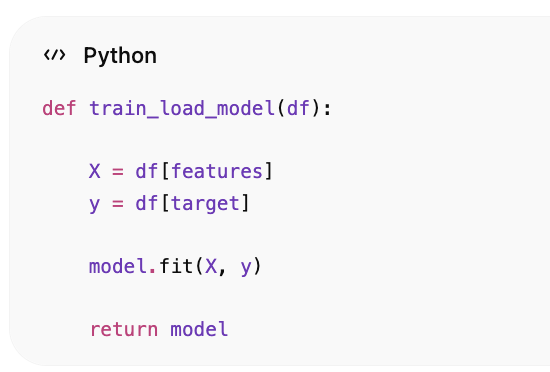 Python
def train_load_model(df):
    X = df[features]
    y = df[target]
    model.fit(X, y)
    return model